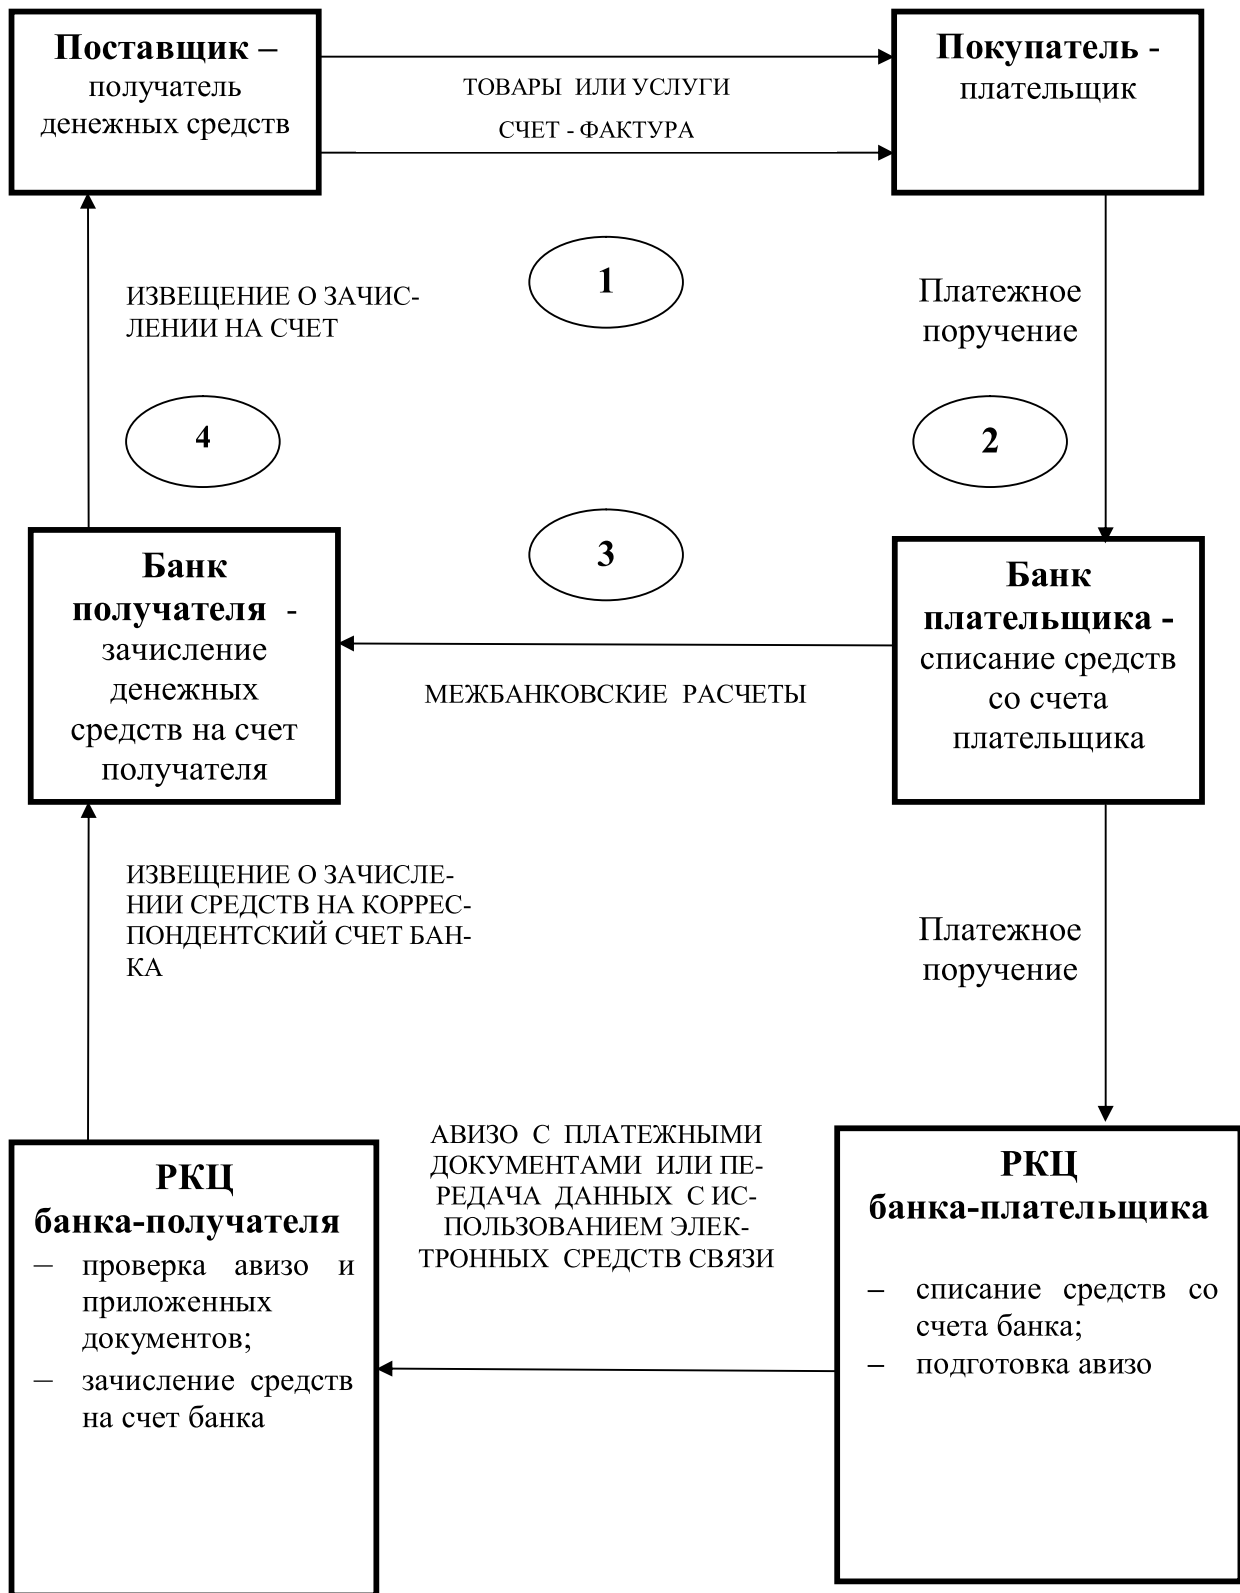 Поставщик –
получатель
денежных средств
ТОВАРЫ ИЛИ УСЛУГИ
СЧЕТ - ФАКТУРА
Покупатель -
плательщик
1
ИЗВЕЩЕНИЕ О ЗАЧИС-
ЛЕНИИ НА СЧЕТ
Платежное
поручение
4
2
3
Банк
получателя -
зачисление
денежных
средств на счет
получателя
МЕЖБАНКОВСКИЕ РАСЧЕТЫ
Банк
плательщика -
списание средств
со счета
плательщика
ИЗВЕЩЕНИЕ О ЗАЧИСЛЕ-
НИИ СРЕДСТВ НА КОРРЕС-
ПОНДЕНТСКИЙ СЧЕТ БАН-
КА
Платежное
поручение
РКЦ
банка-получателя
– проверка авизо и
приложенных
документов;
– зачисление средств
на счет банка
АВИЗО С ПЛАТЕЖНЫМИ
ДОКУМЕНТАМИ ИЛИ ПЕ-
РЕДАЧА ДАННЫХ С ИС-
ПОЛЬЗОВАНИЕМ ЭЛЕК-
ТРОННЫХ СРЕДСТВ СВЯЗИ
РКЦ
банка-плательщика
– списание средств со
счета банка;
– подготовка авизо